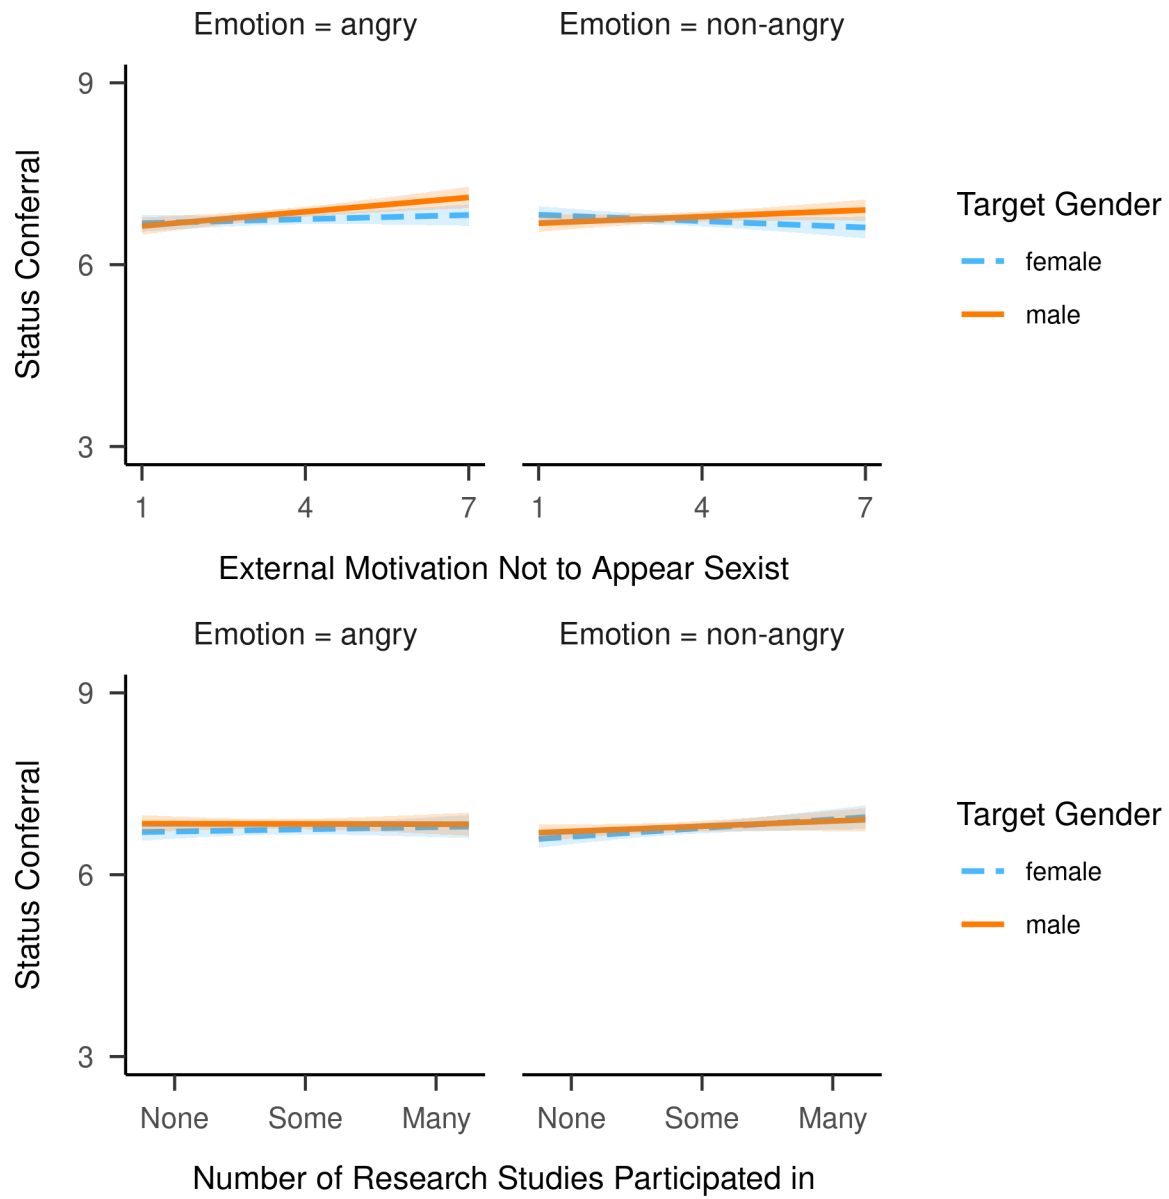 Emotion = angry
Emotion = non-angry
9
6
3
Status Conferral
1
4
7
1
4
7
External Motivation Not to Appear Sexist
Target Gender
female
male
Emotion = angry
Emotion = non-angry
9
6
3
Status Conferral
None
Some
Many
None
Some
Many
Number of Research Studies Participated in
Target Gender
female
male